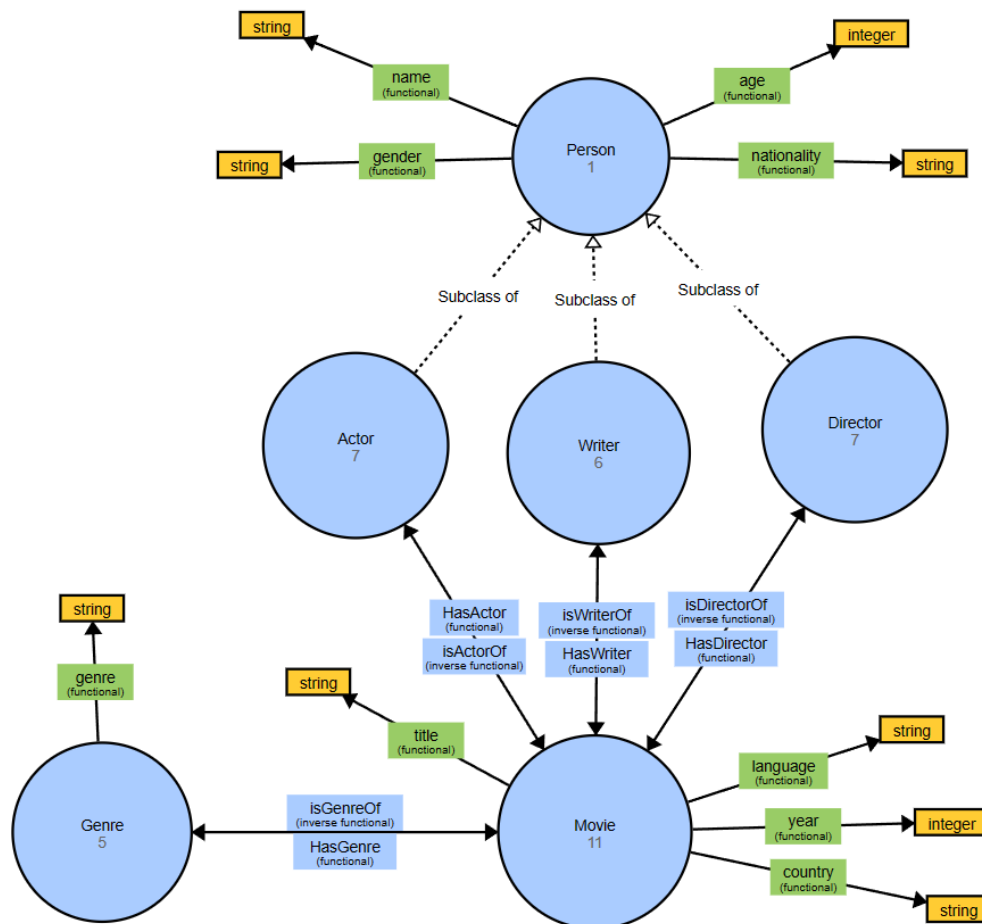 string
integer
name
(functional)
age
(functional)
Person
1
string
gender
(functional)
nationality
(functional)
string
Subclass of
Subclass of
Subclass of
Actor
7
Writer
6
Director
7
HasActor
(functional)
isActorOf
(inverse functional)
isWriterOf
(inverse functional)
HasWriter
(functional)
isDirectorOf
(inverse functional)
HasDirector
(functional)
string
genre
(functional)
string
title
(functional)
string
language
(functional)
Genre
5
isGenreOf
(inverse functional)
HasGenre
(functional)
Movie
11
year
(functional)
integer
country
(functional)
string